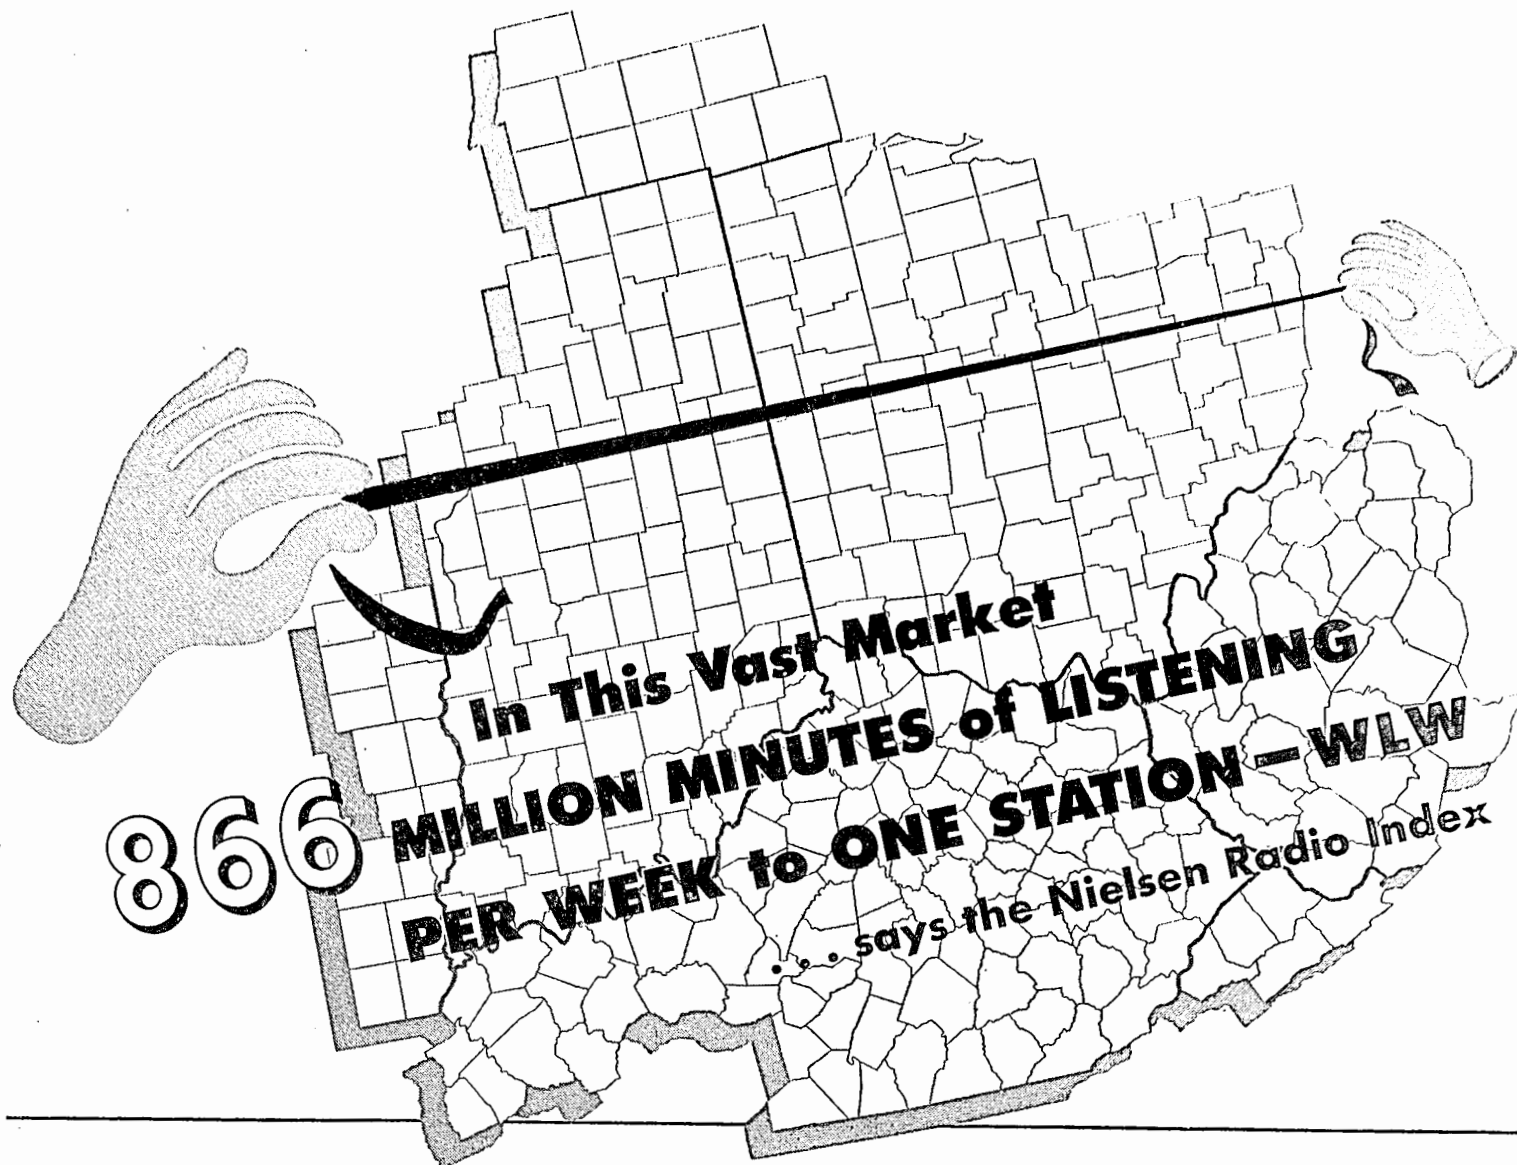 In This Vast Market
866 MILLION MINUTES of LISTENING
PER WEEK to ONE STATION—WLW
... says the Nielsen Radio Index